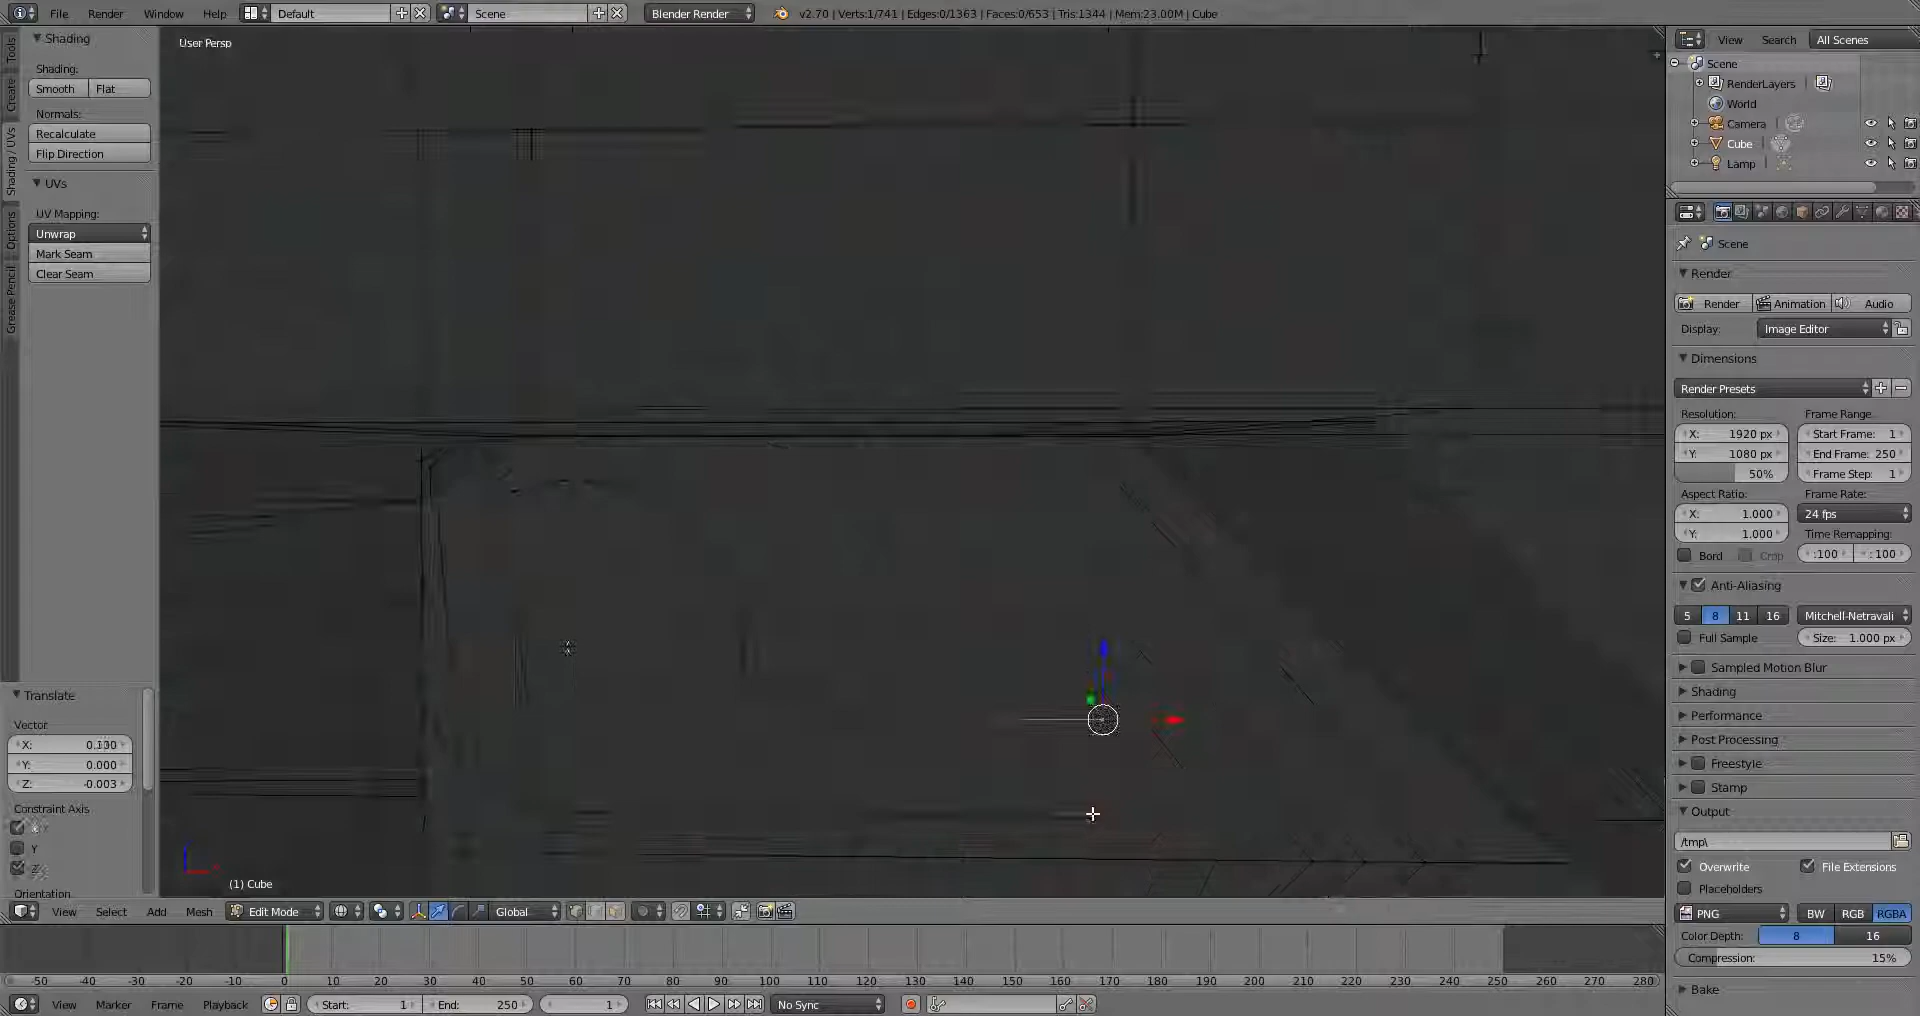 File Render Window Help Default Scene Blender Render v2.70 | Verts:1/741 | Edges:0/1363 | Faces:0/653 | Tris:1344 | Mem:23.00M | Cube
Tools
Create
Shading / UVs
Options
Grease Pencil
Shading
Shading:
Smooth Flat
Normals:
Recalculate
Flip Direction
UVs
UV Mapping:
Unwrap
Mark Seam
Clear Seam
Translate
Vector
X:
Y: 0.000
Z: -0.003
Constraint Axis
Y
Z
Orientation
User Persp
(1) Cube
View Select Add Mesh Edit Mode Global
-50 -40 -30 -20 -10 0 10 20 30 40 50 60 70 80 90 100 110 120 130 140 150 160 170 180 190 200 210 220 230 240 250 260 270 280
View Marker Frame Playback Start: 1 End: 250 1 No Sync
View Search All Scenes
Scene
RenderLayers
World
Camera
Cube
Lamp
Scene
Render
Render Animation Audio
Display: Image Editor
Dimensions
Render Presets
Resolution: Frame Range:
X: 1920 px Start Frame: 1
Y: 1080 px End Frame: 250
50% Frame Step: 1
Aspect Ratio: Frame Rate:
X: 1.000 24 fps
Y: 1.000 Time Remapping:
Bord Crop :100 :100
Anti-Aliasing
5 8 11 16 Mitchell-Netravali
Full Sample Size: 1.000 px
Sampled Motion Blur
Shading
Performance
Post Processing
Freestyle
Stamp
Output
/tmp\
Overwrite File Extensions
Placeholders
PNG BW RGB RGBA
Color Depth: 8 16
Compression: 15%
Bake